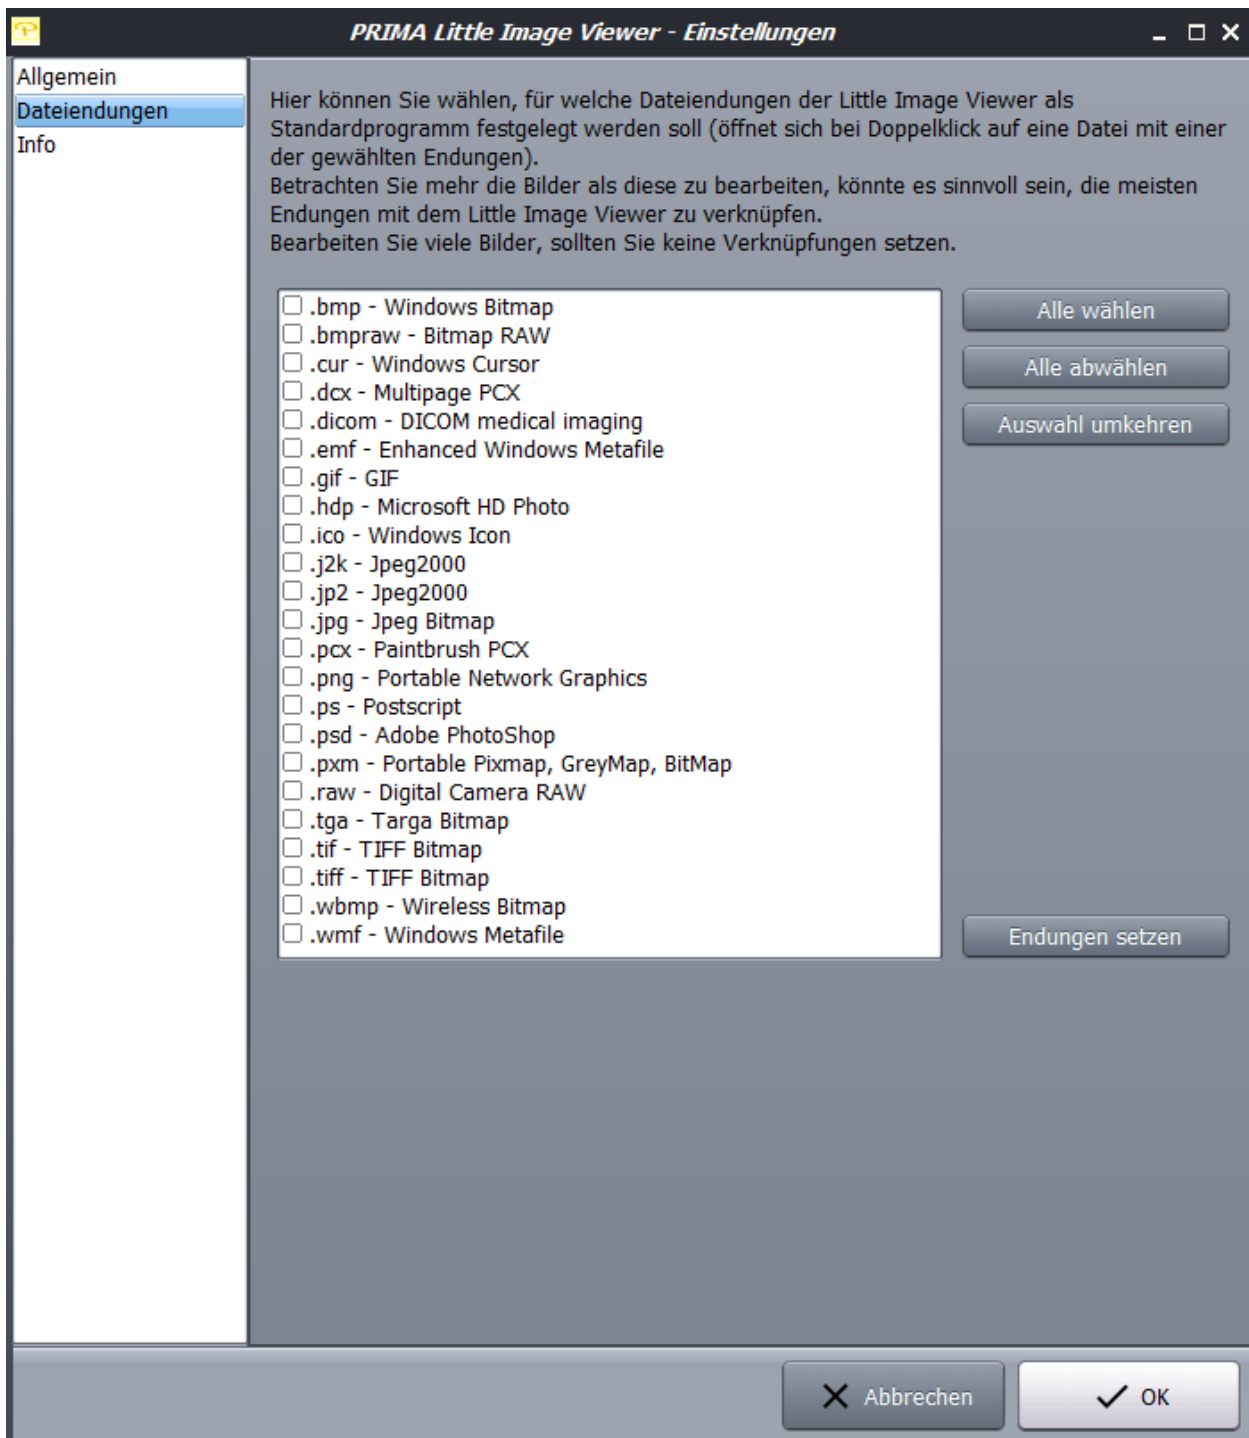 PRIMA Little Image Viewer - Einstellungen
Allgemein
Dateiendungen
Info
Hier können Sie wählen, für welche Dateiendungen der Little Image Viewer als
Standardprogramm festgelegt werden soll (öffnet sich bei Doppelklick auf eine Datei mit einer
der gewählten Endungen).
Betrachten Sie mehr die Bilder als diese zu bearbeiten, könnte es sinnvoll sein, die meisten
Endungen mit dem Little Image Viewer zu verknüpfen.
Bearbeiten Sie viele Bilder, sollten Sie keine Verknüpfungen setzen.
.bmp - Windows Bitmap
.bmpraw - Bitmap RAW
.cur - Windows Cursor
.dcx - Multipage PCX
.dicom - DICOM medical imaging
.emf - Enhanced Windows Metafile
.gif - GIF
.hdp - Microsoft HD Photo
.ico - Windows Icon
.j2k - Jpeg2000
.jp2 - Jpeg2000
.jpg - Jpeg Bitmap
.pcx - Paintbrush PCX
.png - Portable Network Graphics
.ps - Postscript
.psd - Adobe PhotoShop
.pxm - Portable Pixmap, GreyMap, BitMap
.raw - Digital Camera RAW
.tga - Targa Bitmap
.tif - TIFF Bitmap
.tiff - TIFF Bitmap
.wbmp - Wireless Bitmap
.wmf - Windows Metafile
Alle wählen
Alle abwählen
Auswahl umkehren
Endungen setzen
Abbrechen
OK